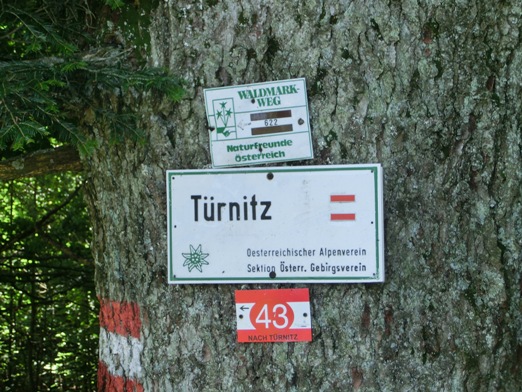 WALDMARK-
WEG
622
Naturfreunde
Österreich
Türnitz
Oesterreichischer Alpenverein
Sektion Österr. Gebirgsverein
43
NACH TÜRNITZ